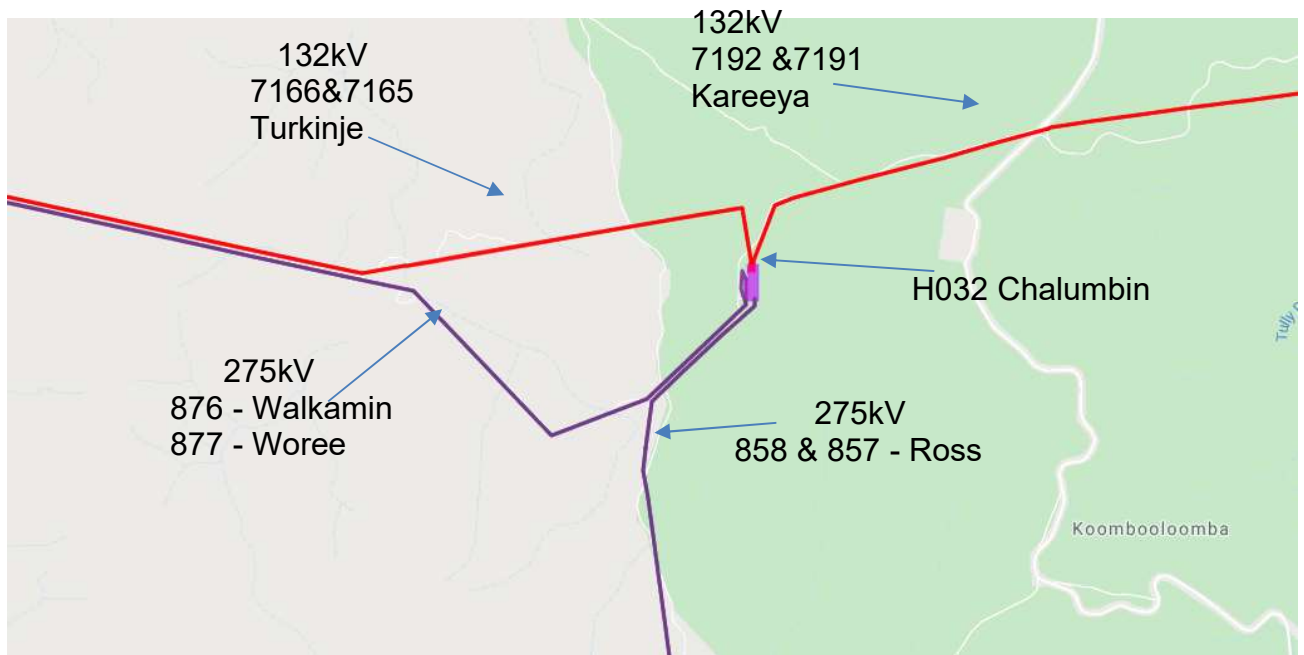 132kV
7166&7165
Turkinje
132kV
7192 &7191
Kareeya
H032 Chalumbin
275kV
876 - Walkamin
877 - Woree
275kV
858 & 857 - Ross
Koombooloomba
Tully